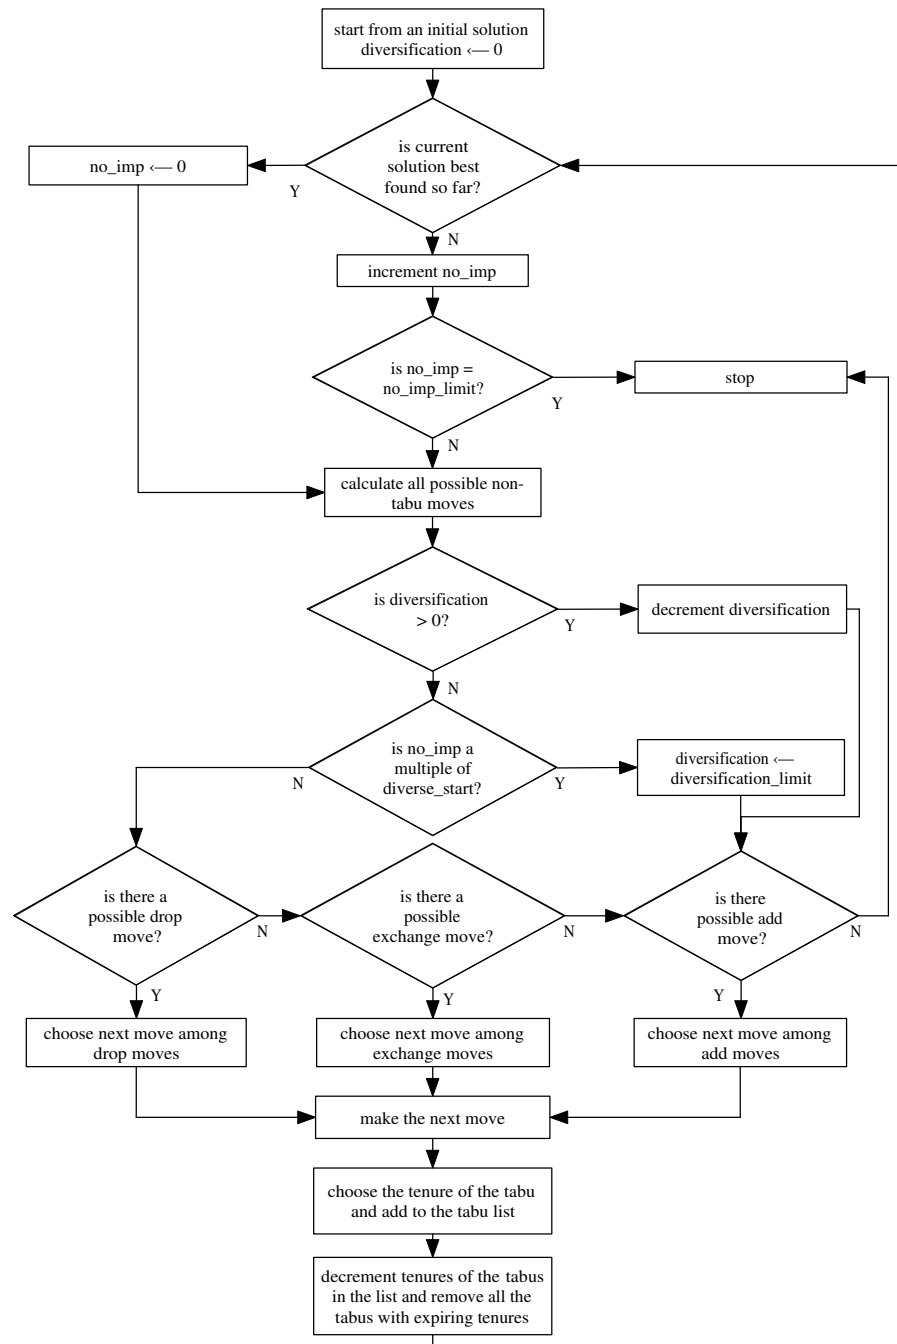 start from an initial solution
diversification ‹— 0
is current
solution best
found so far?
no_imp ‹— 0
Y
N
increment no_imp
is no_imp =
no_imp_limit?
stop
Y
N
calculate all possible non-
tabu moves
is diversification
> 0?
decrement diversification
Y
N
is no_imp a
multiple of
diverse_start?
diversification ‹—
diversification_limit
N
Y
is there a
possible drop
move?
is there a
possible
exchange move?
is there
possible add
move?
N
N
N
Y
Y
Y
choose next move among
drop moves
choose next move among
exchange moves
choose next move among
add moves
make the next move
choose the tenure of the tabu
and add to the tabu list
decrement tenures of the tabus
in the list and remove all the
tabus with expiring tenures